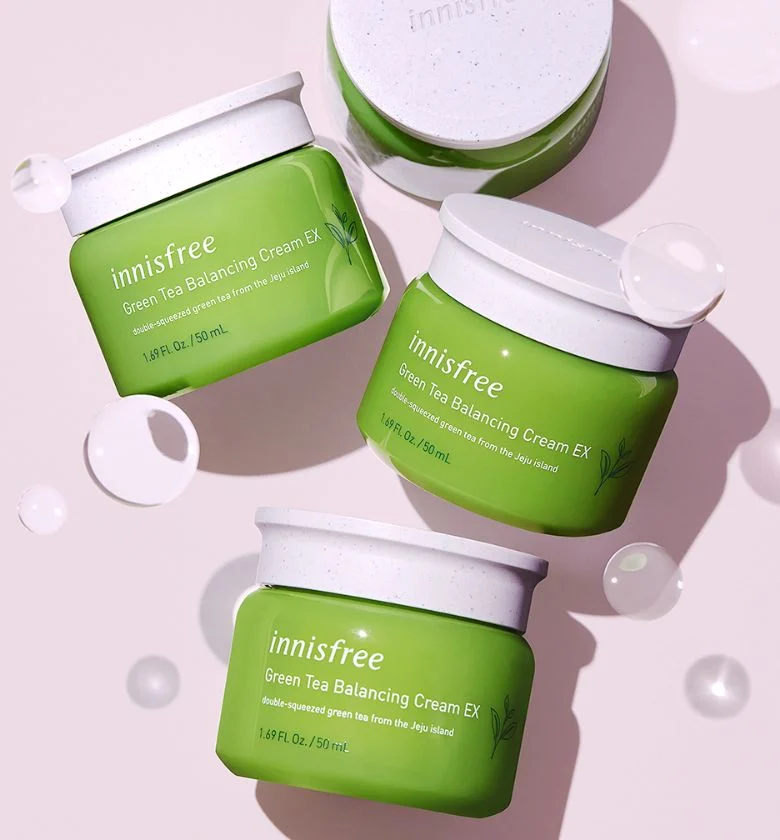 innisfree
innisfree
Green Tea Balancing Cream EX
double-squeezed green tea from the Jeju island
1.69 Fl. Oz. / 50 mL
innisfree
innisfree
Green Tea Balancing Cream EX
double-squeezed green tea from the Jeju island
1.69 Fl. Oz. / 50 mL
innisfree
Green Tea Balancing Cream EX
double-squeezed green tea from the Jeju island
1.69 Fl. Oz. / 50 mL